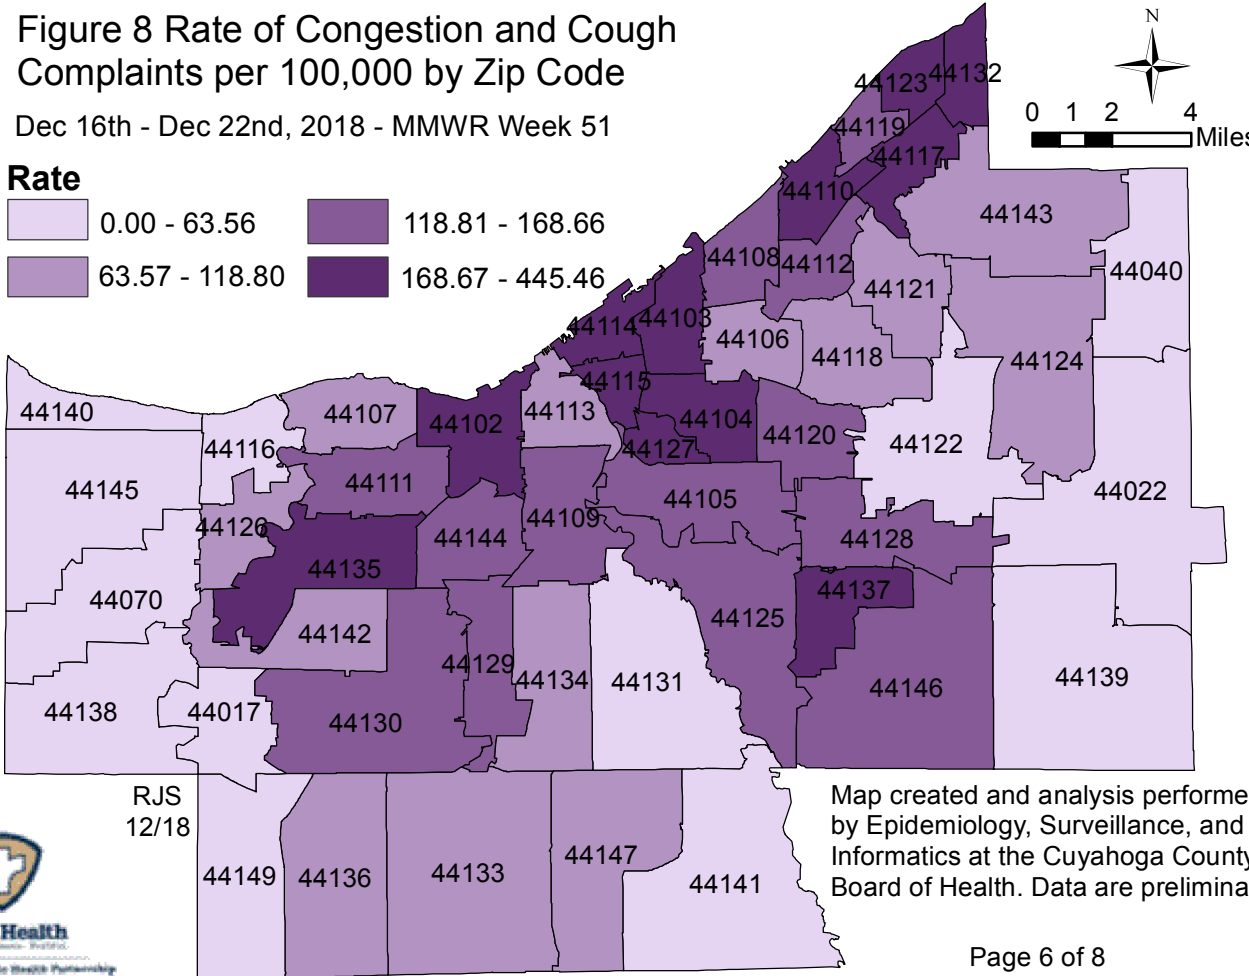 Figure 8 Rate of Congestion and Cough
Complaints per 100,000 by Zip Code
Dec 16th - Dec 22nd, 2018 - MMWR Week 51
N
0 1 2 4
Miles
Rate
0.00 - 63.56
118.81 - 168.66
63.57 - 118.80
168.67 - 445.46
44132
44123
44119
44117
44110
44143
44108
44112
44040
44121
44103
44114
44106
44118
44124
44115
44140
44107
44113
44102
44104
44120
44116
44127
44122
44145
44111
44105
44022
44126
44109
44144
44128
44135
44137
44070
44125
44142
44129
44134
44131
44139
44146
44138
44017
44130
RJS
12/18
Map created and analysis performe
by Epidemiology, Surveillance, and
Informatics at the Cuyahoga County
Board of Health. Data are prelimina
44147
44149
44136
44133
44141
Health
Health Partnership
Page 6 of 8